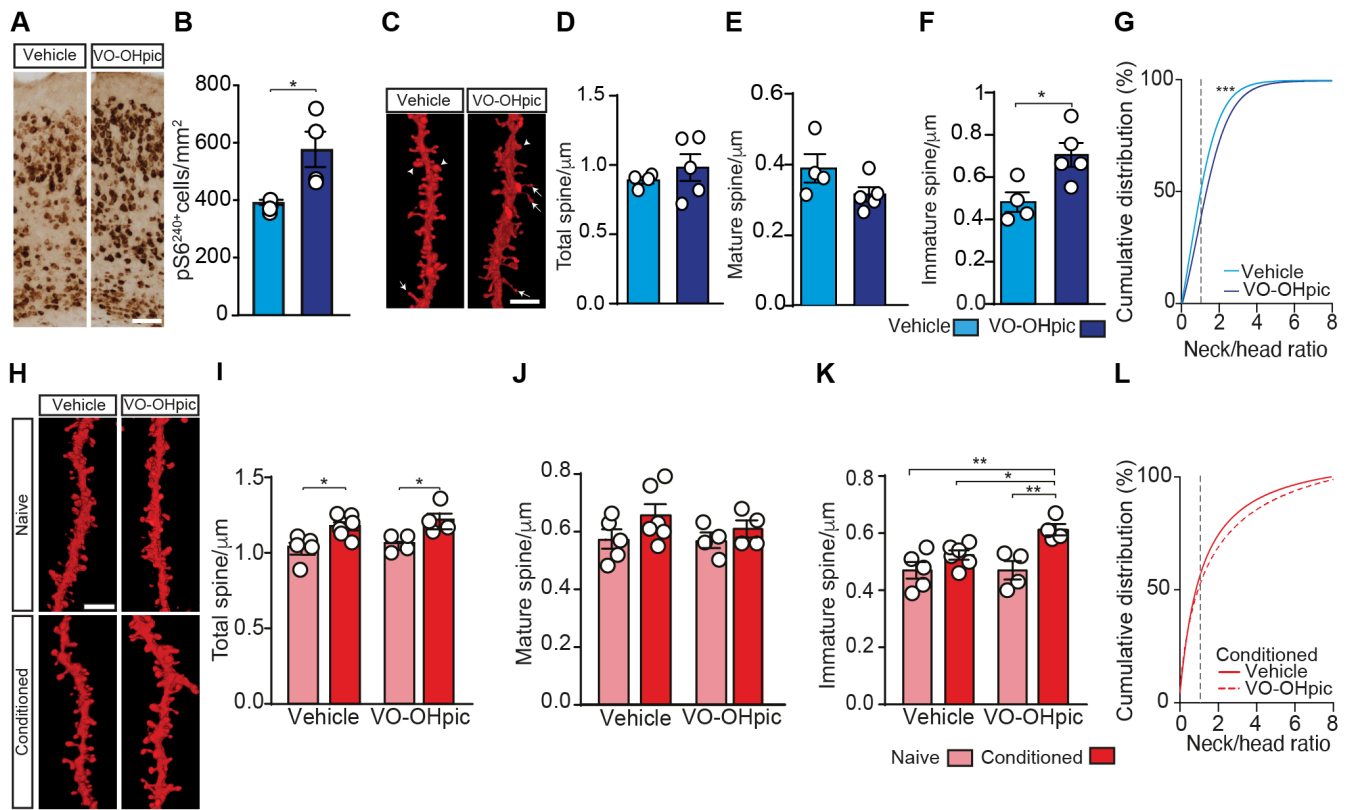 A
B
C
D
E
F
G
Vehicle
VO-OHpic
pS6240+cells/mm2
800
600
400
200
0
*
Vehicle
VO-OHpic
Total spine/μm
1.5
1.0
0.5
0.0
Mature spine/μm
0.6
0.4
0.2
0.0
Immature spine/μm
1
0.8
0.6
0.4
0.2
0
*
Vehicle
VO-OHpic
Cumulative distribution (%)
100
50
0
***
Vehicle
VO-OHpic
0 2 4 6 8
Neck/head ratio
H
I
J
K
L
Vehicle
VO-OHpic
Naive
Conditioned
Total spine/μm
1.5
1.0
0.5
0.0
*
*
Vehicle
VO-OHpic
Mature spine/μm
0.8
0.6
0.4
0.2
0.0
Vehicle
VO-OHpic
Immature spine/μm
0.8
0.6
0.4
0.2
0.0
**
*
**
Vehicle
VO-OHpic
Naive
Conditioned
Cumulative distribution (%)
100
50
0
Conditioned
Vehicle
VO-OHpic
0 2 4 6 8
Neck/head ratio